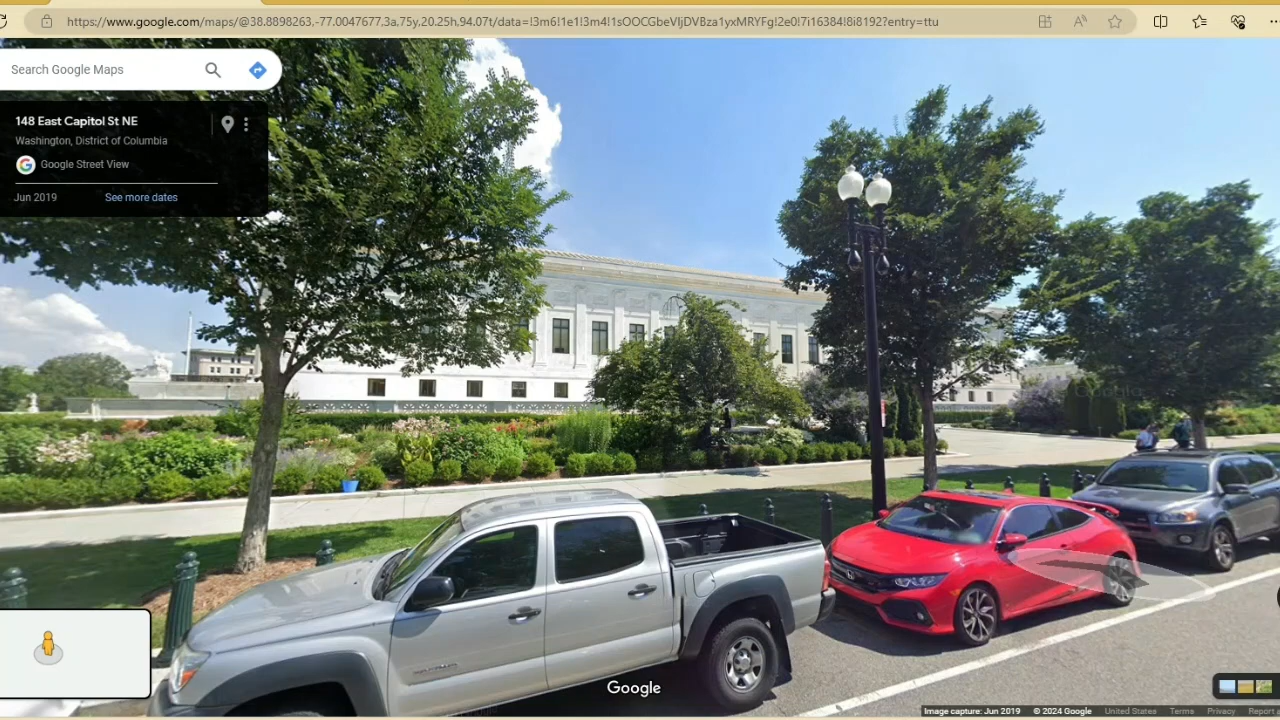 https://www.google.com/maps/@38.8898263,-77.0047677,3a,75y,20.25h,94.01t/data=!3m6!1e1!3m4!1sOOCGbeVIjDVBza1yxMRYFg!2e0!7i16384!8i8192?entry=ttu
Search Google Maps
148 East Capitol St NE
Washington, District of Columbia
Google Street View
Jun 2019
See more dates
Google
Image capture: Jun 2019 © 2024 Google United States Terms Privacy Report a